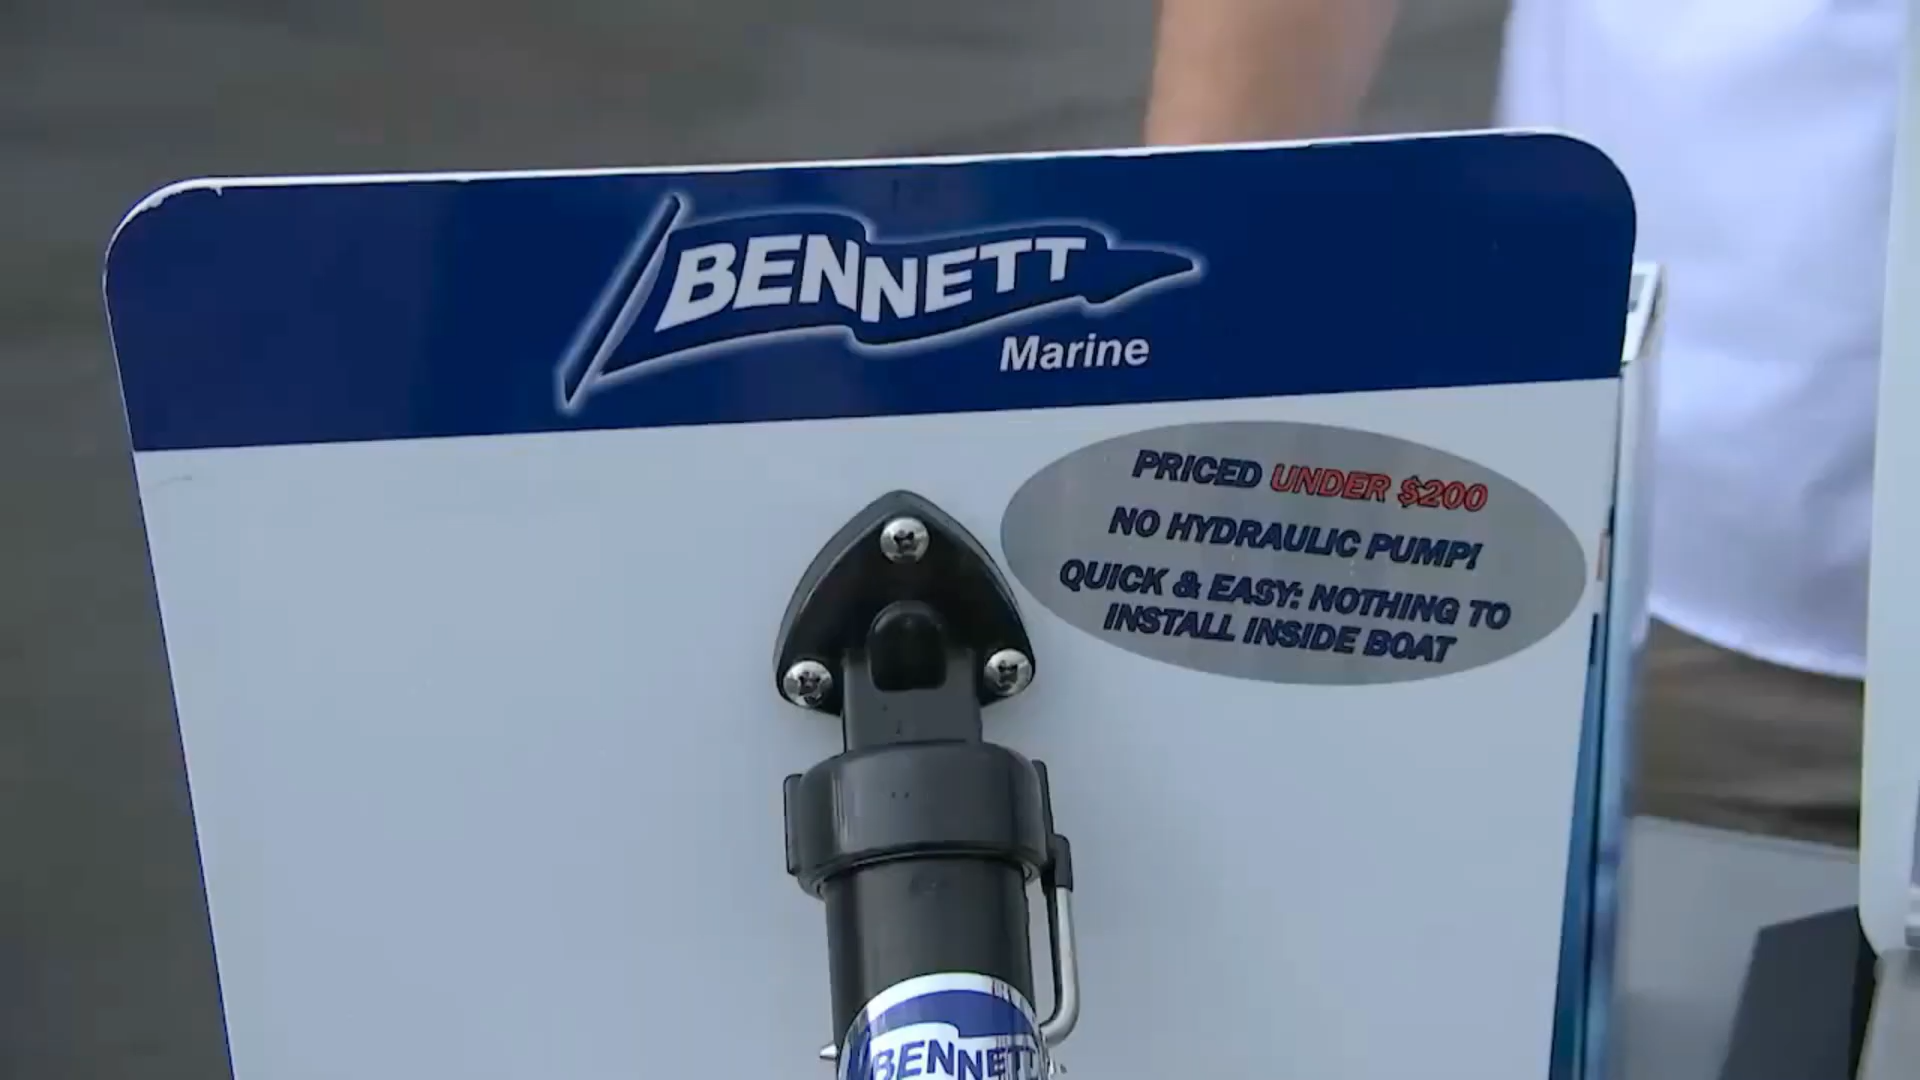 BENNETT
Marine
PRICED UNDER $200
NO HYDRAULIC PUMP!
QUICK & EASY: NOTHING TO
INSTALL INSIDE BOAT
BENNETT